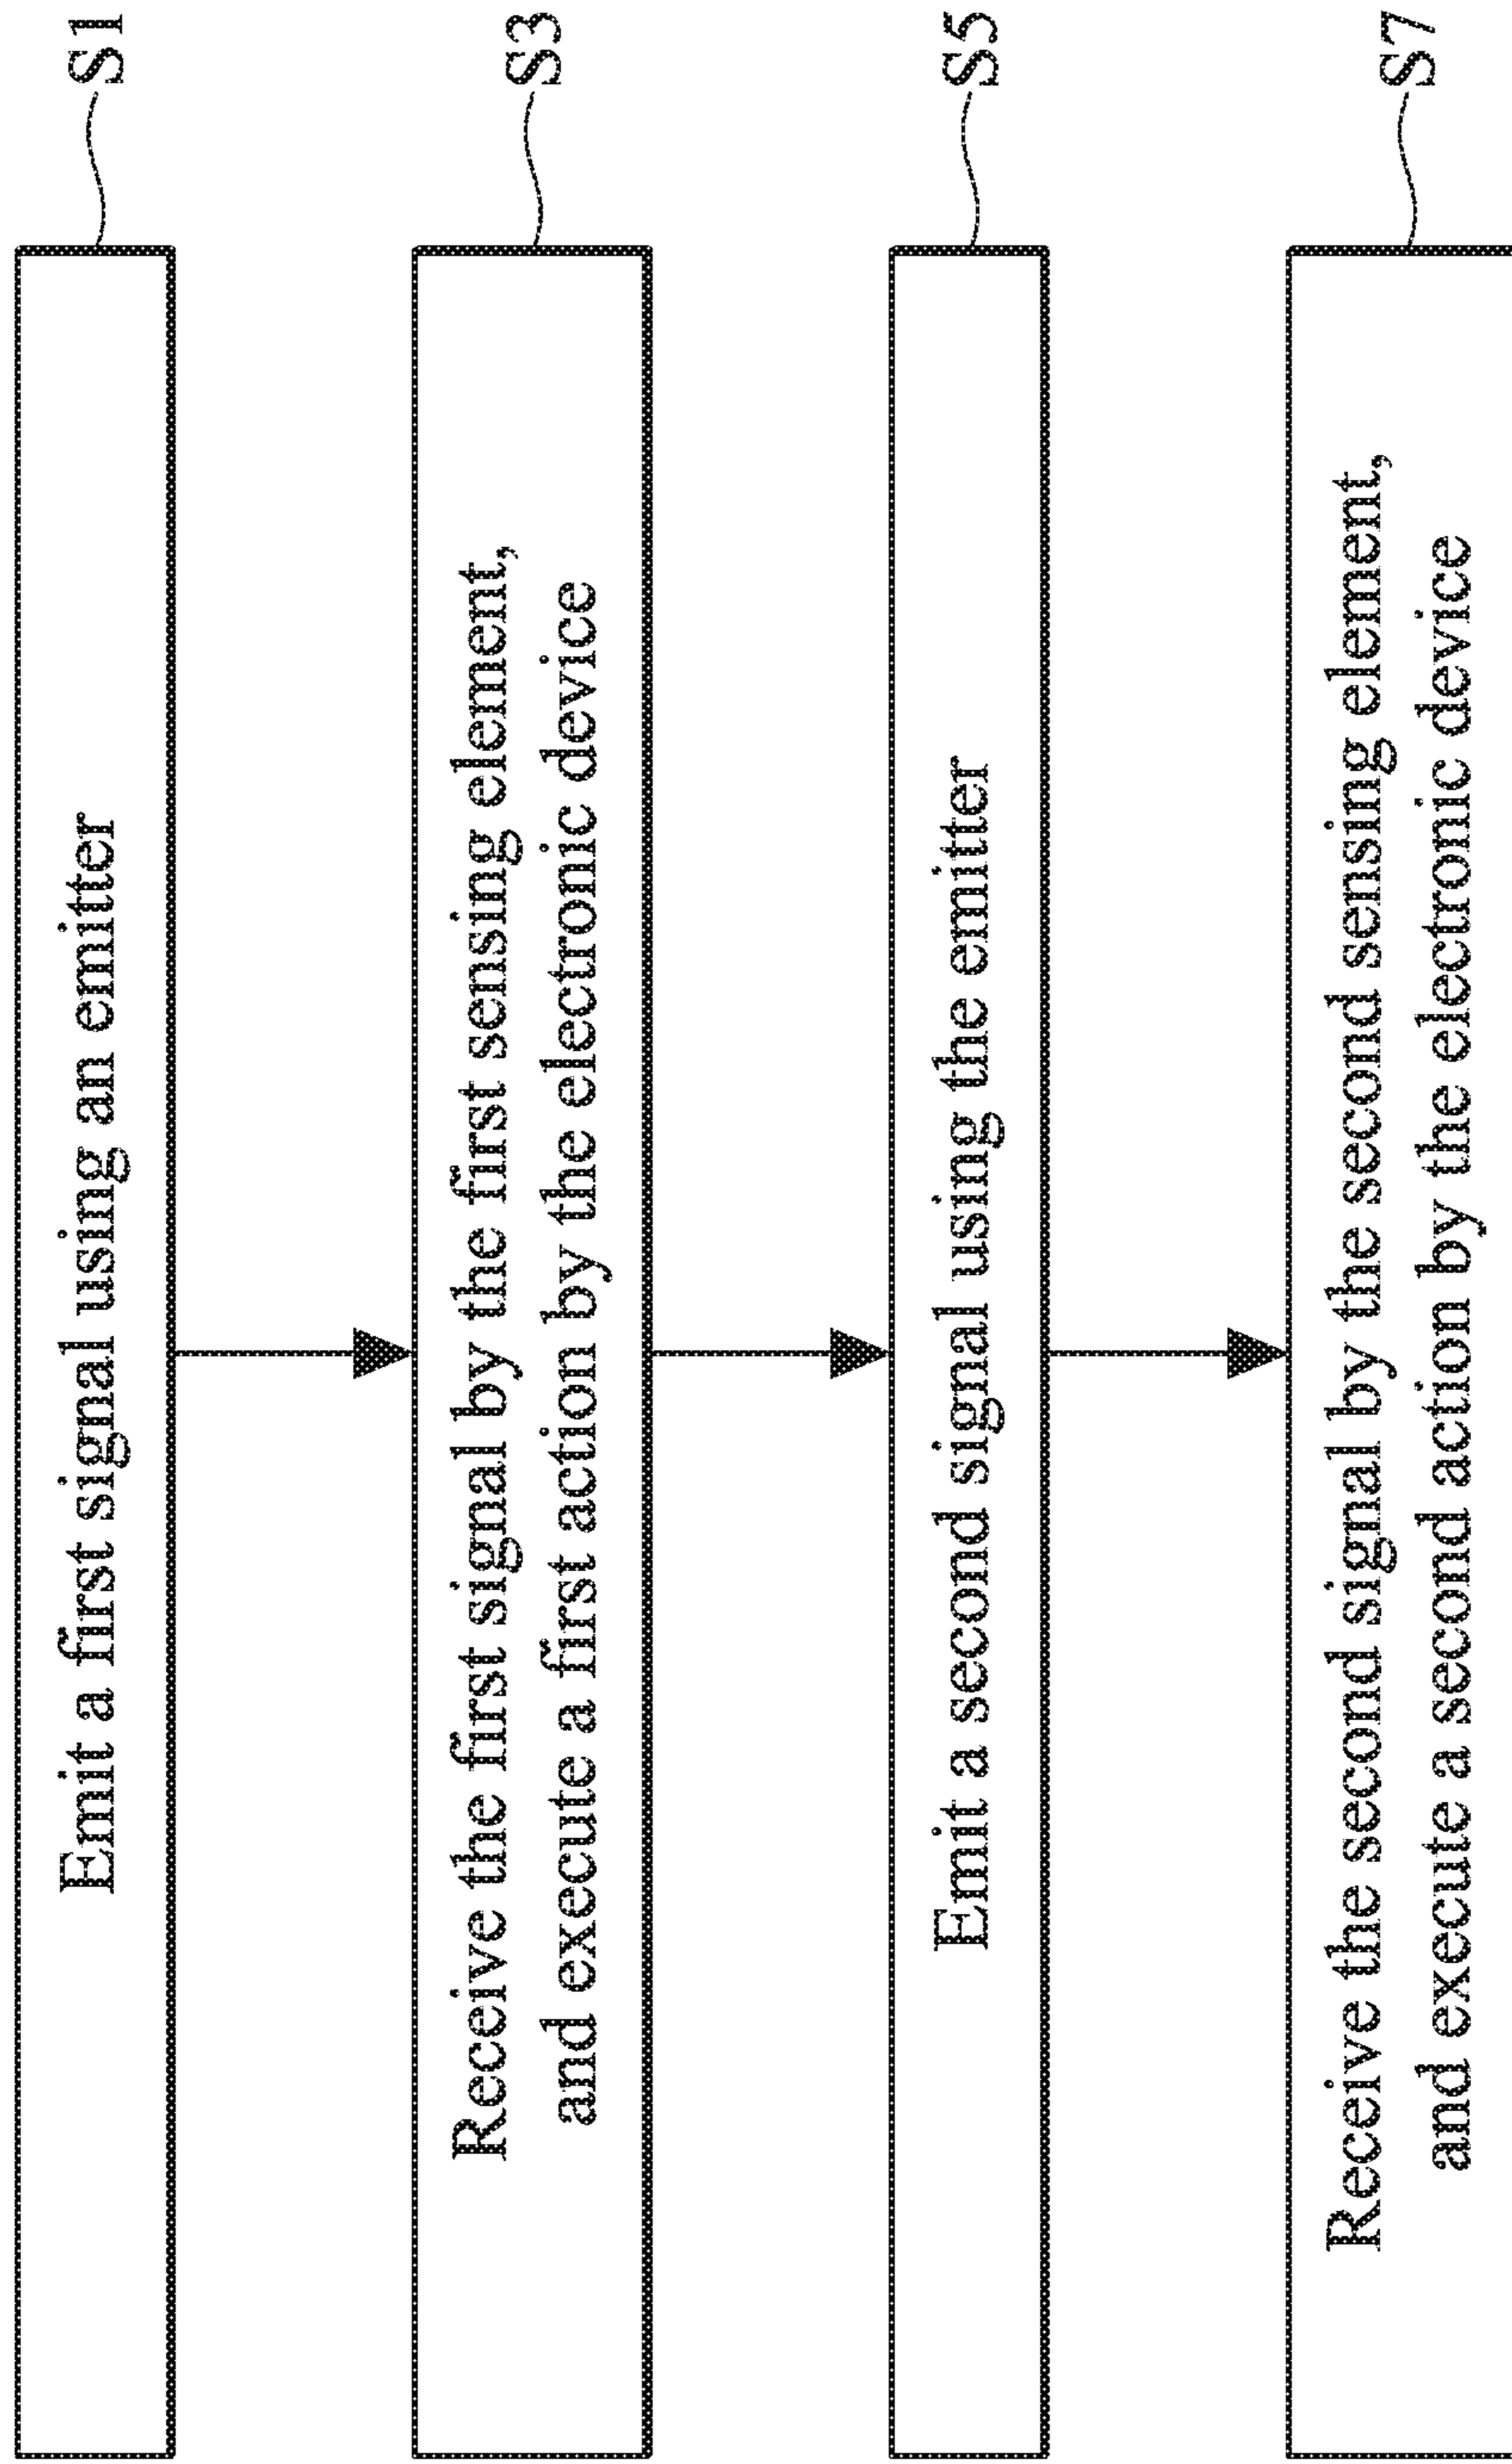 Emit a first signal using an emitter
S1
Receive the first signal by the first sensing element,
and execute a first action by the electronic device
S3
Emit a second signal using the emitter
S5
Receive the second signal by the second sensing element,
and execute a second action by the electronic device
S7